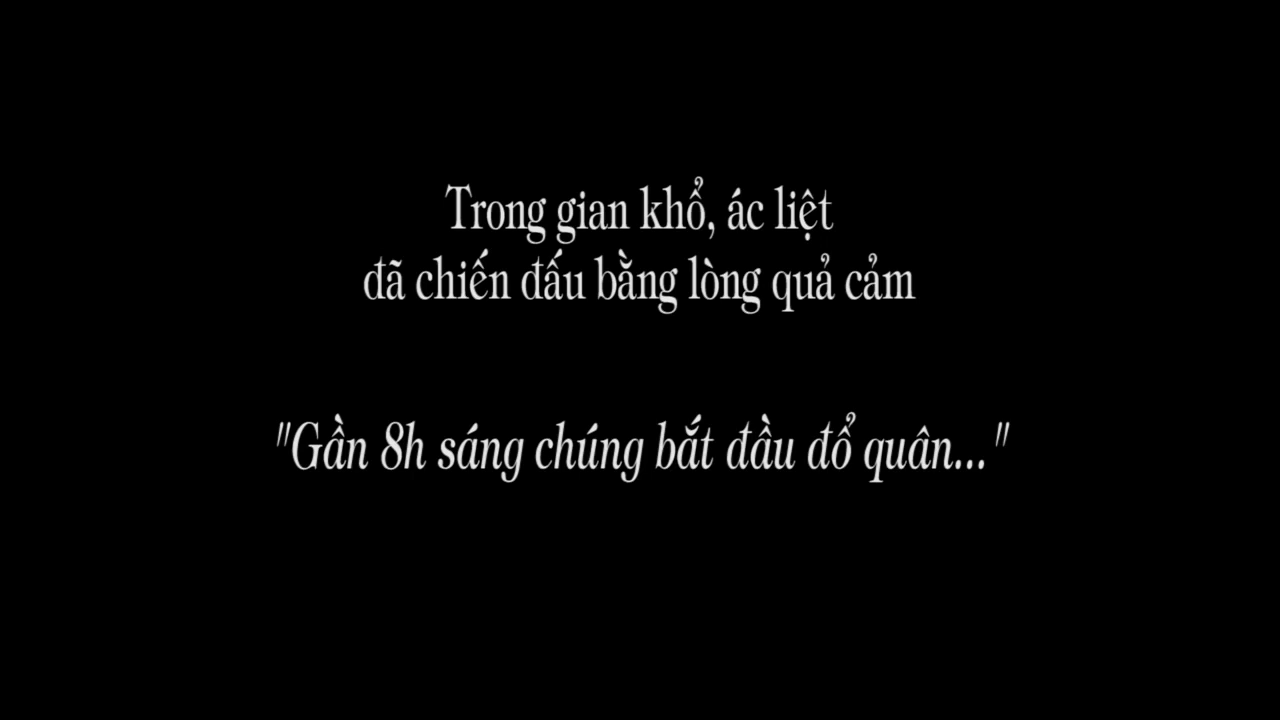 Trong gian khổ, ác liệt
đã chiến đấu bằng lòng quả cảm
"Gần 8h sáng chúng bắt đầu đổ quân..."